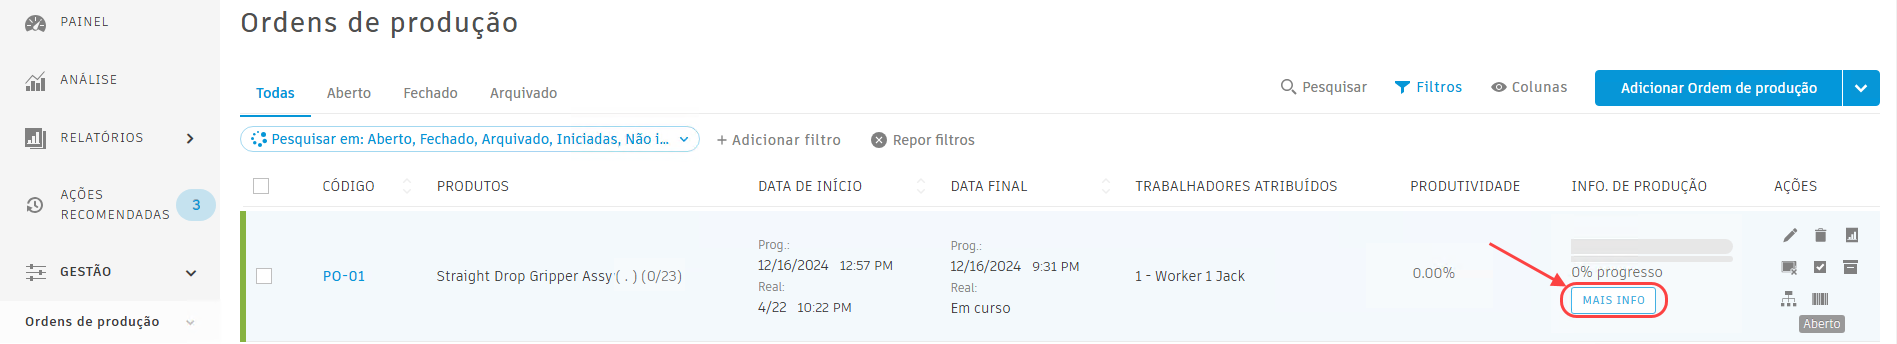 PAINEL
ANÁLISE
RELATÓRIOS
AÇÕES
RECOMENDADAS
3
GESTÃO
Ordens de produção
Ordens de produção
Todas Aberto Fechado Arquivado
Pesquisar Filtros Colunas Adicionar Ordem de produção
Pesquisar em: Aberto, Fechado, Arquivado, Iniciadas, Não i... + Adicionar filtro Repor filtros
CÓDIGO PRODUTOS DATA DE INÍCIO DATA FINAL TRABALHADORES ATRIBUÍDOS PRODUTIVIDADE INFO. DE PRODUÇÃO AÇÕES
PO-01
Straight Drop Gripper Assy ( . ) (0/23)
Prog.:
12/16/2024 12:57 PM
Real:
4/22 10:22 PM
Prog.:
12/16/2024 9:31 PM
Real:
Em curso
1 - Worker 1 Jack
0.00%
0% progresso
MAIS INFO
Aberto